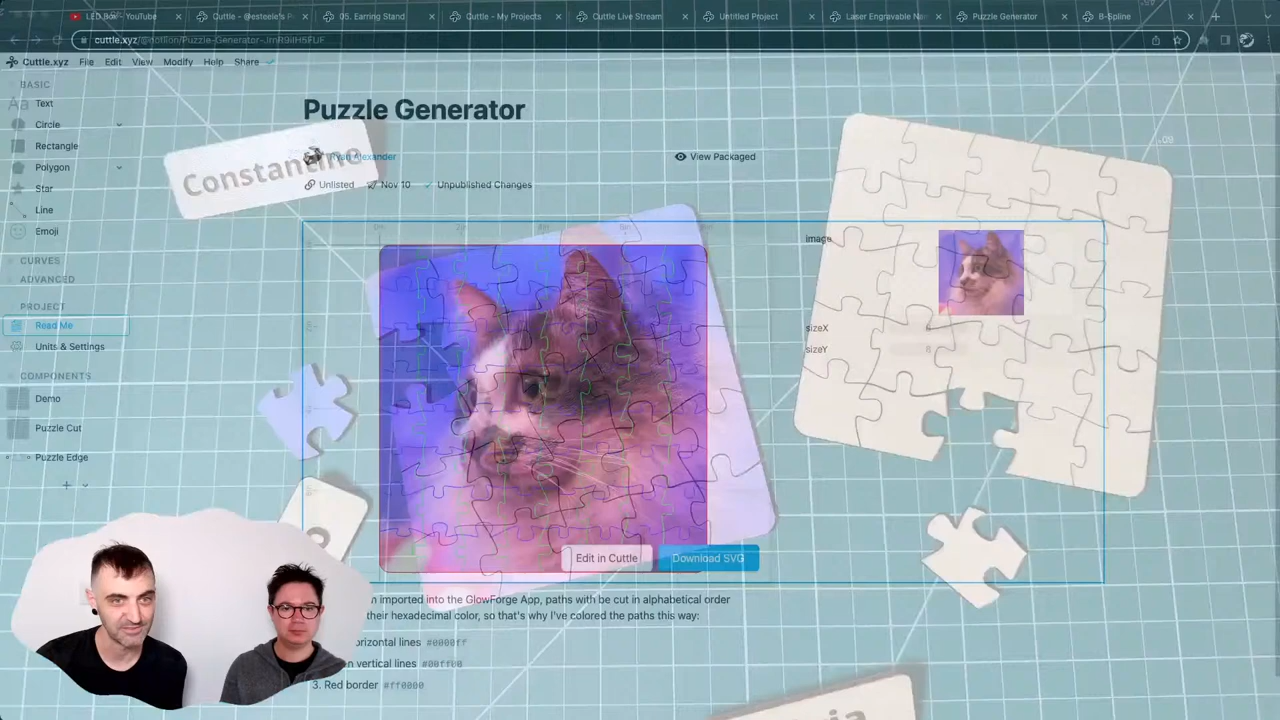 LED Box - YouTube
Cuttle - @esteele's P
05. Earring Stand
Cuttle - My Projects
Cuttle Live Stream
Untitled Project
Laser Engravable Na
Puzzle Generator
B-Spline
cuttle.xyz/
Cuttle.xyz File Edit View Modify Help Share
BASIC
Text
Circle
Rectangle
Polygon
Star
Line
Emoji
CURVES
ADVANCED
PROJECT
Read Me
Units & Settings
COMPONENTS
Demo
Puzzle Cut
Puzzle Edge
Puzzle Generator
Constantine
Ryan Alexander
View Packaged
Unlisted Nov 10 Unpublished Changes
image
sizeX
sizeY 8
Edit in Cuttle Download SVG
n imported into the GlowForge App, paths with be cut in alphabetical order
their hexadecimal color, so that's why I've colored the paths this way:
orizontal lines #0000ff
en vertical lines #00ff00
3. Red border #ff0000